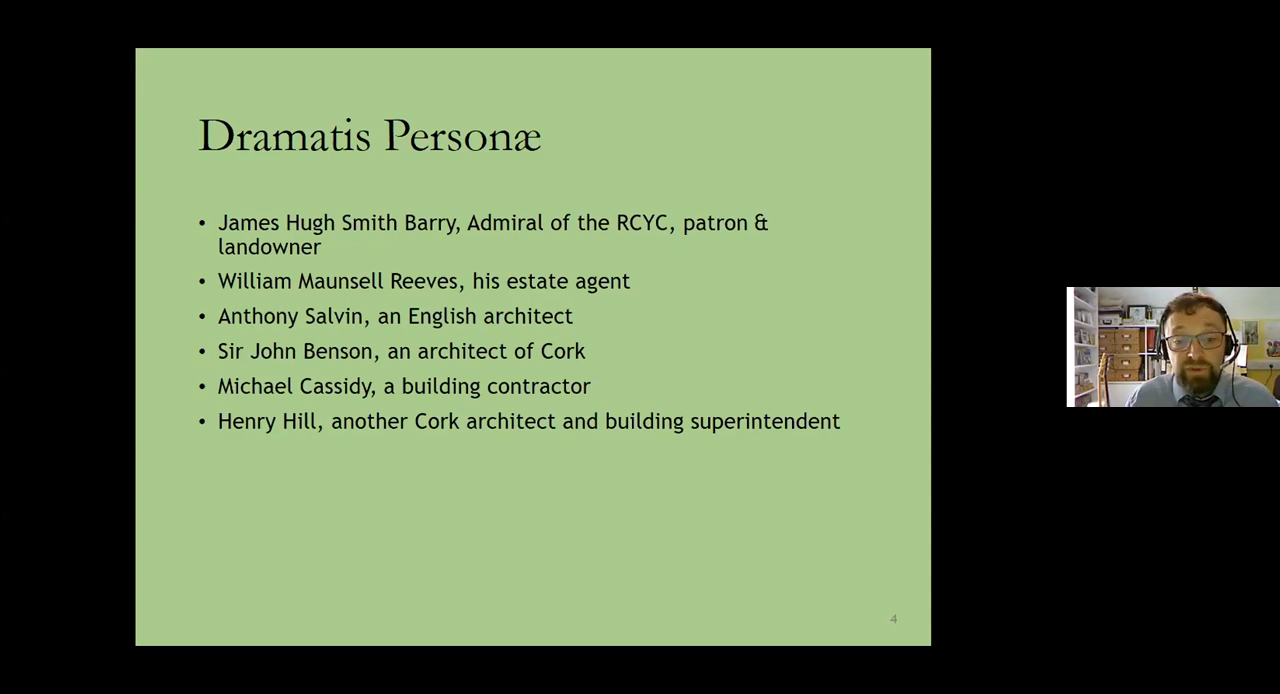 Dramatis Personæ
• James Hugh Smith Barry, Admiral of the RCYC, patron &
landowner
• William Maunsell Reeves, his estate agent
• Anthony Salvin, an English architect
• Sir John Benson, an architect of Cork
• Michael Cassidy, a building contractor
• Henry Hill, another Cork architect and building superintendent
4